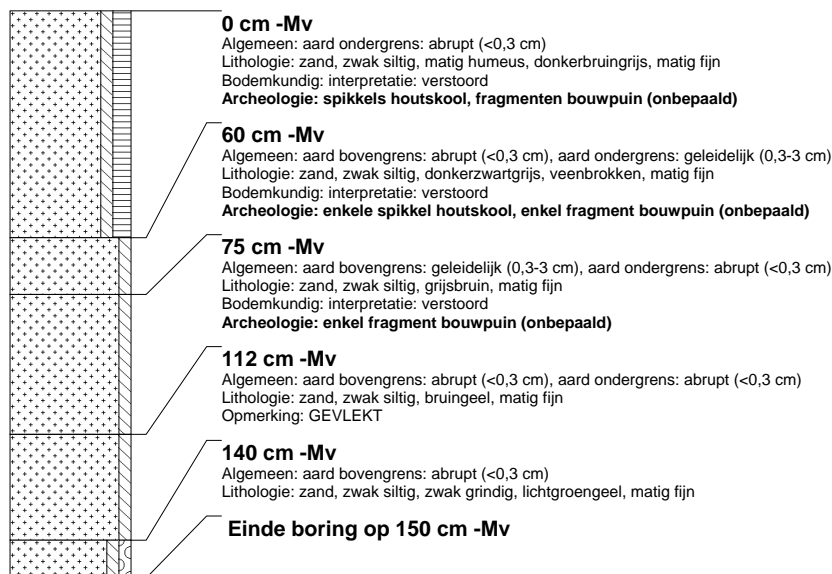 0 cm -Mv
Algemeen: aard ondergrens: abrupt (<0,3 cm)
Lithologie: zand, zwak siltig, matig humeus, donkerbruingrijs, matig fijn
Bodemkundig: interpretatie: verstoord
Archeologie: spikkels houtskool, fragmenten bouwpuin (onbepaald)
60 cm -Mv
Algemeen: aard bovengrens: abrupt (<0,3 cm), aard ondergrens: geleidelijk (0,3-3 cm)
Lithologie: zand, zwak siltig, donkerzwartgrijs, veenbrokken, matig fijn
Bodemkundig: interpretatie: verstoord
Archeologie: enkele spikkel houtskool, enkel fragment bouwpuin (onbepaald)
75 cm -Mv
Algemeen: aard bovengrens: geleidelijk (0,3-3 cm), aard ondergrens: abrupt (<0,3 cm)
Lithologie: zand, zwak siltig, grijsbruin, matig fijn
Bodemkundig: interpretatie: verstoord
Archeologie: enkel fragment bouwpuin (onbepaald)
112 cm -Mv
Algemeen: aard bovengrens: abrupt (<0,3 cm), aard ondergrens: abrupt (<0,3 cm)
Lithologie: zand, zwak siltig, bruingeel, matig fijn
Opmerking: GEVLEKT
140 cm -Mv
Algemeen: aard bovengrens: abrupt (<0,3 cm)
Lithologie: zand, zwak siltig, zwak grindig, lichtgroengeel, matig fijn
Einde boring op 150 cm -Mv